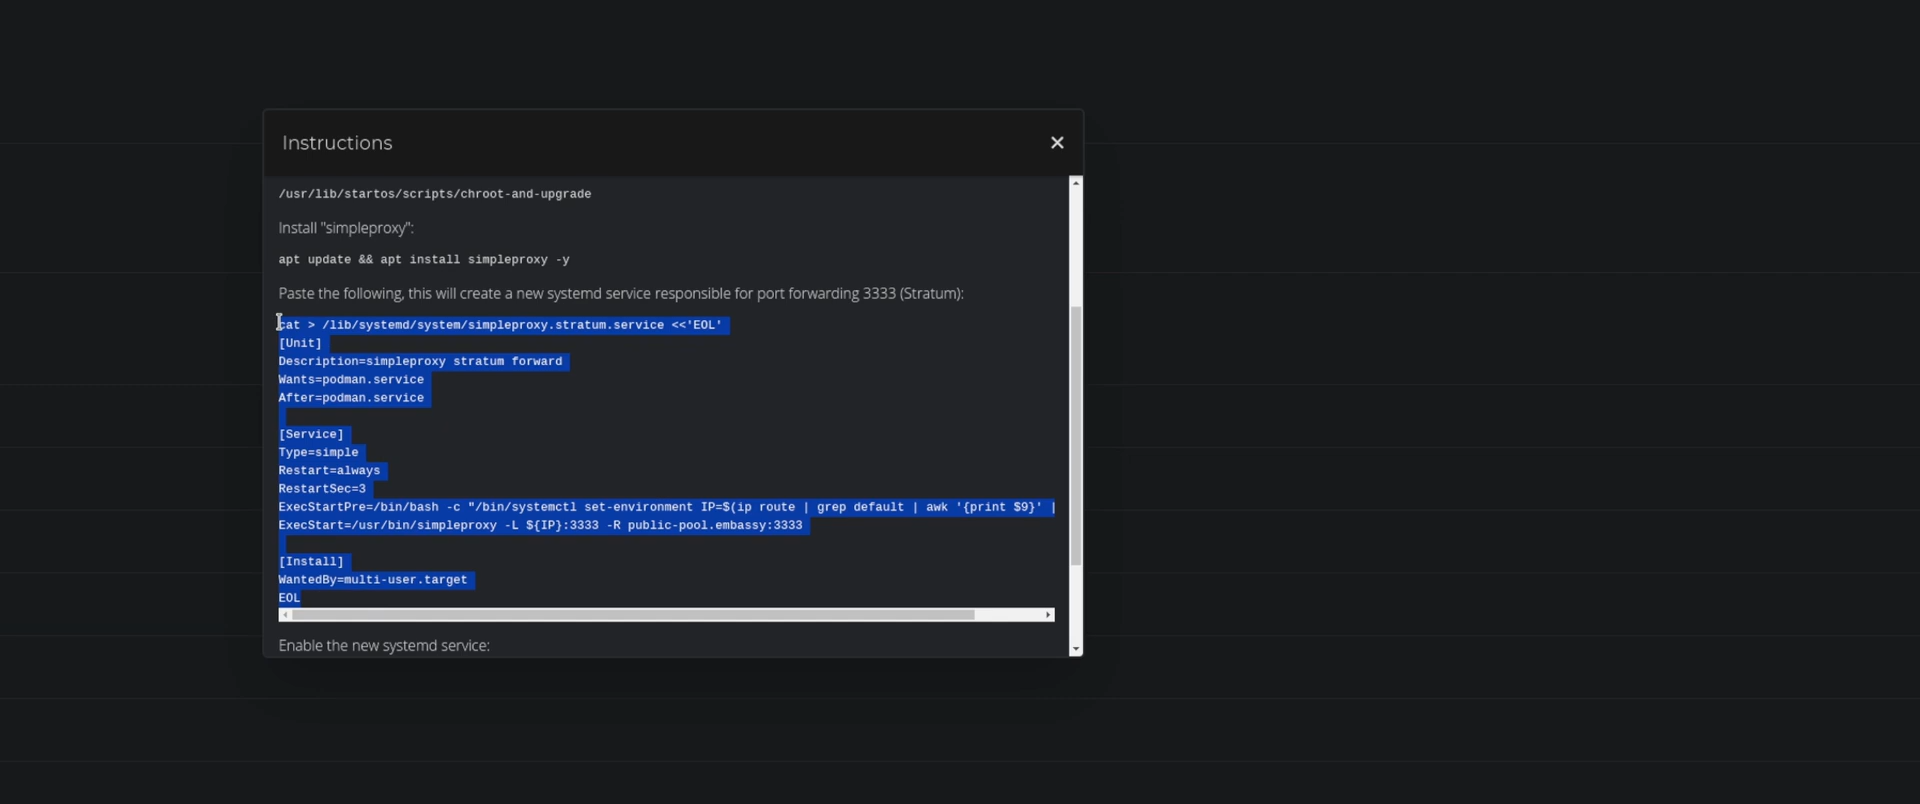 Instructions
/usr/lib/startos/scripts/chroot-and-upgrade
Install "simpleproxy":
apt update && apt install simpleproxy -y
Paste the following, this will create a new systemd service responsible for port forwarding 3333 (Stratum):
cat > /lib/systemd/system/simpleproxy.stratum.service <<'EOL'
[Unit]
Description=simpleproxy stratum forward
Wants=podman.service
After=podman.service
[Service]
Type=simple
Restart=always
RestartSec=3
ExecStartPre=/bin/bash -c "/bin/systemctl set-environment IP=$(ip route | grep default | awk '{print $9}' |
ExecStart=/usr/bin/simpleproxy -L ${IP}:3333 -R public-pool.embassy:3333
[Install]
WantedBy=multi-user.target
EOL
Enable the new systemd service: